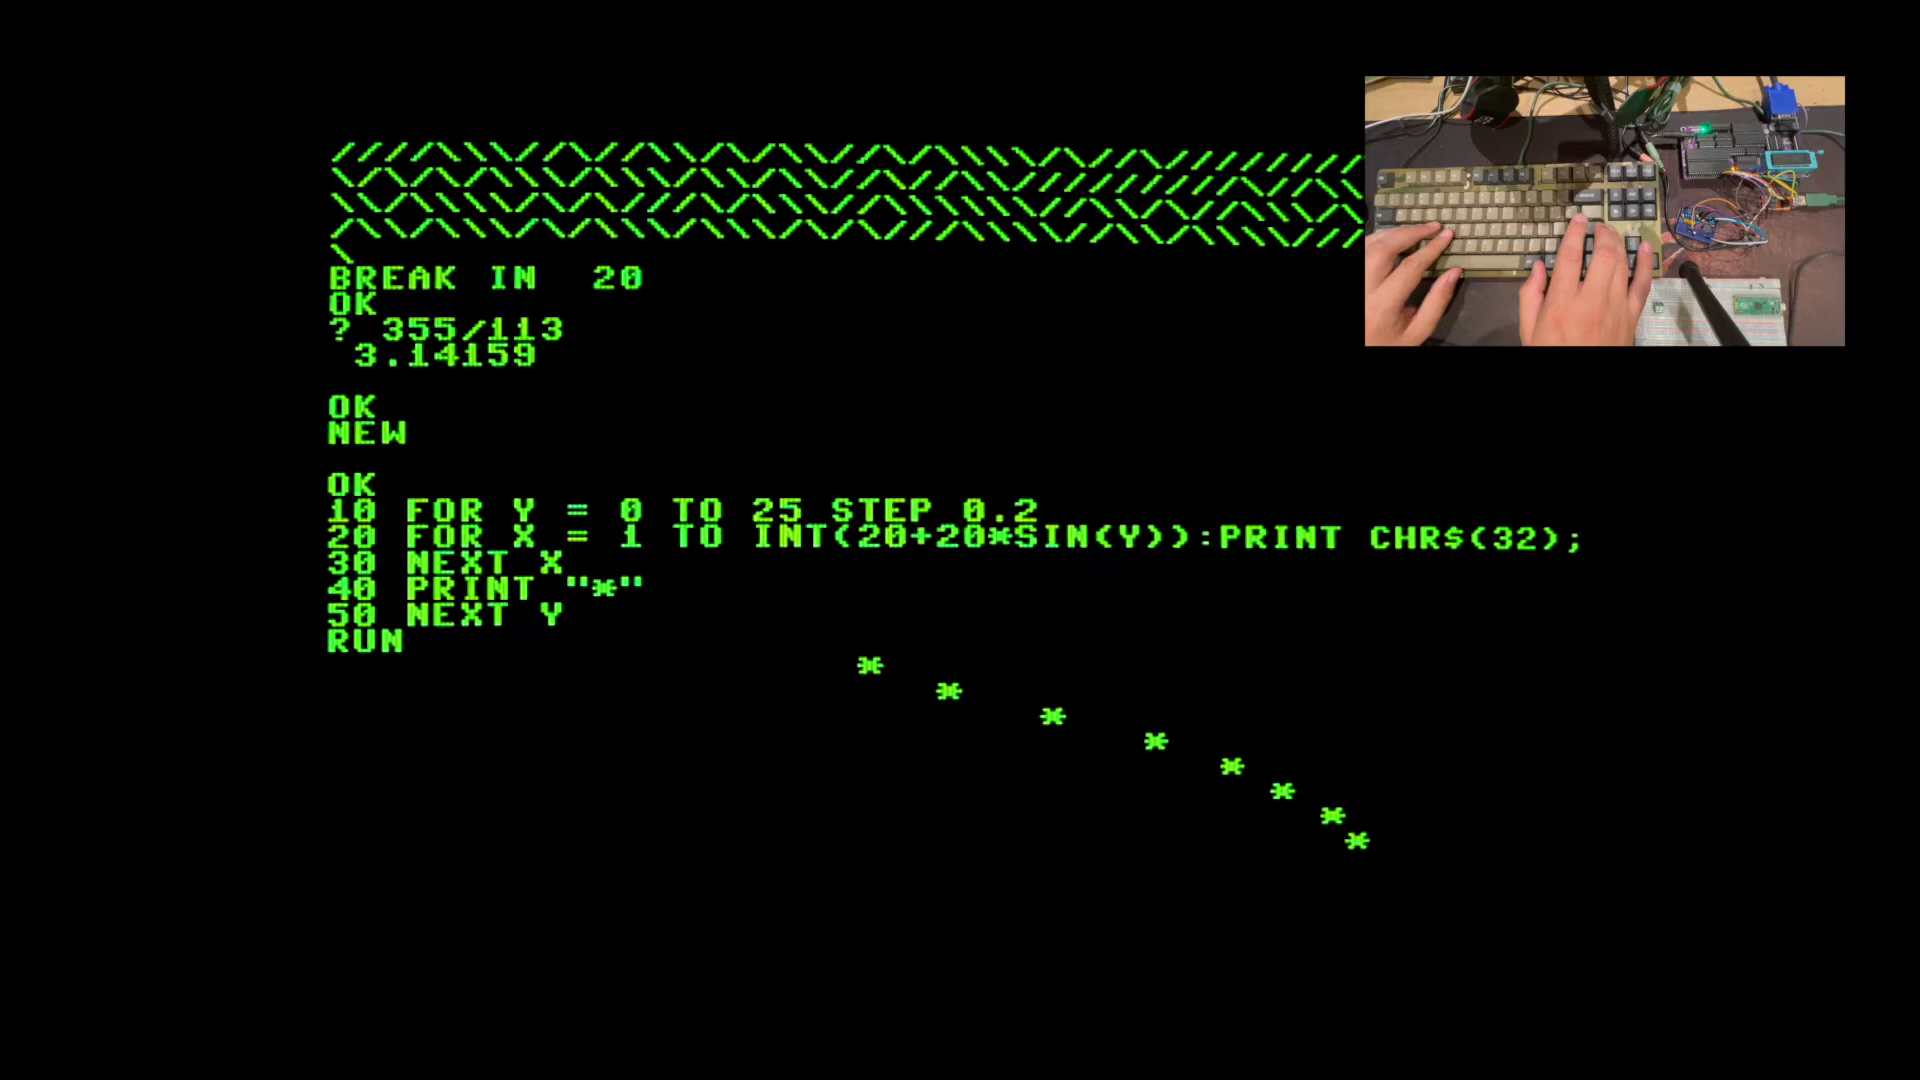 BREAK IN  20
OK
? 355/113
 3.14159
OK
NEW
OK
10 FOR Y = 0 TO 25 STEP 0.2
20 FOR X = 1 TO INT(20+20*SIN(Y)):PRINT CHR$(32);
30 NEXT X
40 PRINT "*"
50 NEXT Y
RUN
*
*
*
*
*
*
*
*